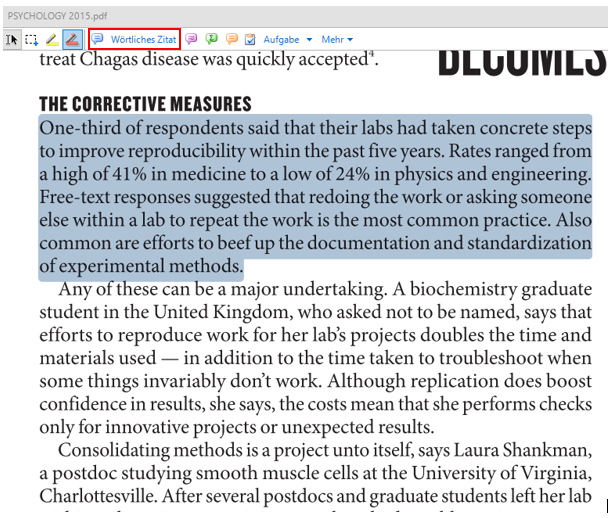 PSYCHOLOGY 2015.pdf
Wörtliches Zitat Aufgabe Mehr
treat Chagas disease was quickly accepted⁴.
BECOMES
THE CORRECTIVE MEASURES
One-third of respondents said that their labs had taken concrete steps
to improve reproducibility within the past five years. Rates ranged from
a high of 41% in medicine to a low of 24% in physics and engineering.
Free-text responses suggested that redoing the work or asking someone
else within a lab to repeat the work is the most common practice. Also
common are efforts to beef up the documentation and standardization
of experimental methods.
Any of these can be a major undertaking. A biochemistry graduate
student in the United Kingdom, who asked not to be named, says that
efforts to reproduce work for her lab’s projects doubles the time and
materials used — in addition to the time taken to troubleshoot when
some things invariably don’t work. Although replication does boost
confidence in results, she says, the costs mean that she performs checks
only for innovative projects or unexpected results.
Consolidating methods is a project unto itself, says Laura Shankman,
a postdoc studying smooth muscle cells at the University of Virginia,
Charlottesville. After several postdocs and graduate students left her lab